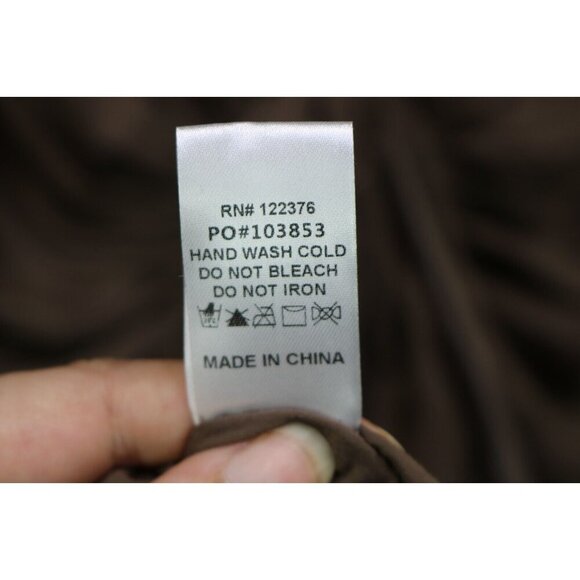 RN# 122376
PO#103853
HAND WASH COLD
DO NOT BLEACH
DO NOT IRON
MADE IN CHINA